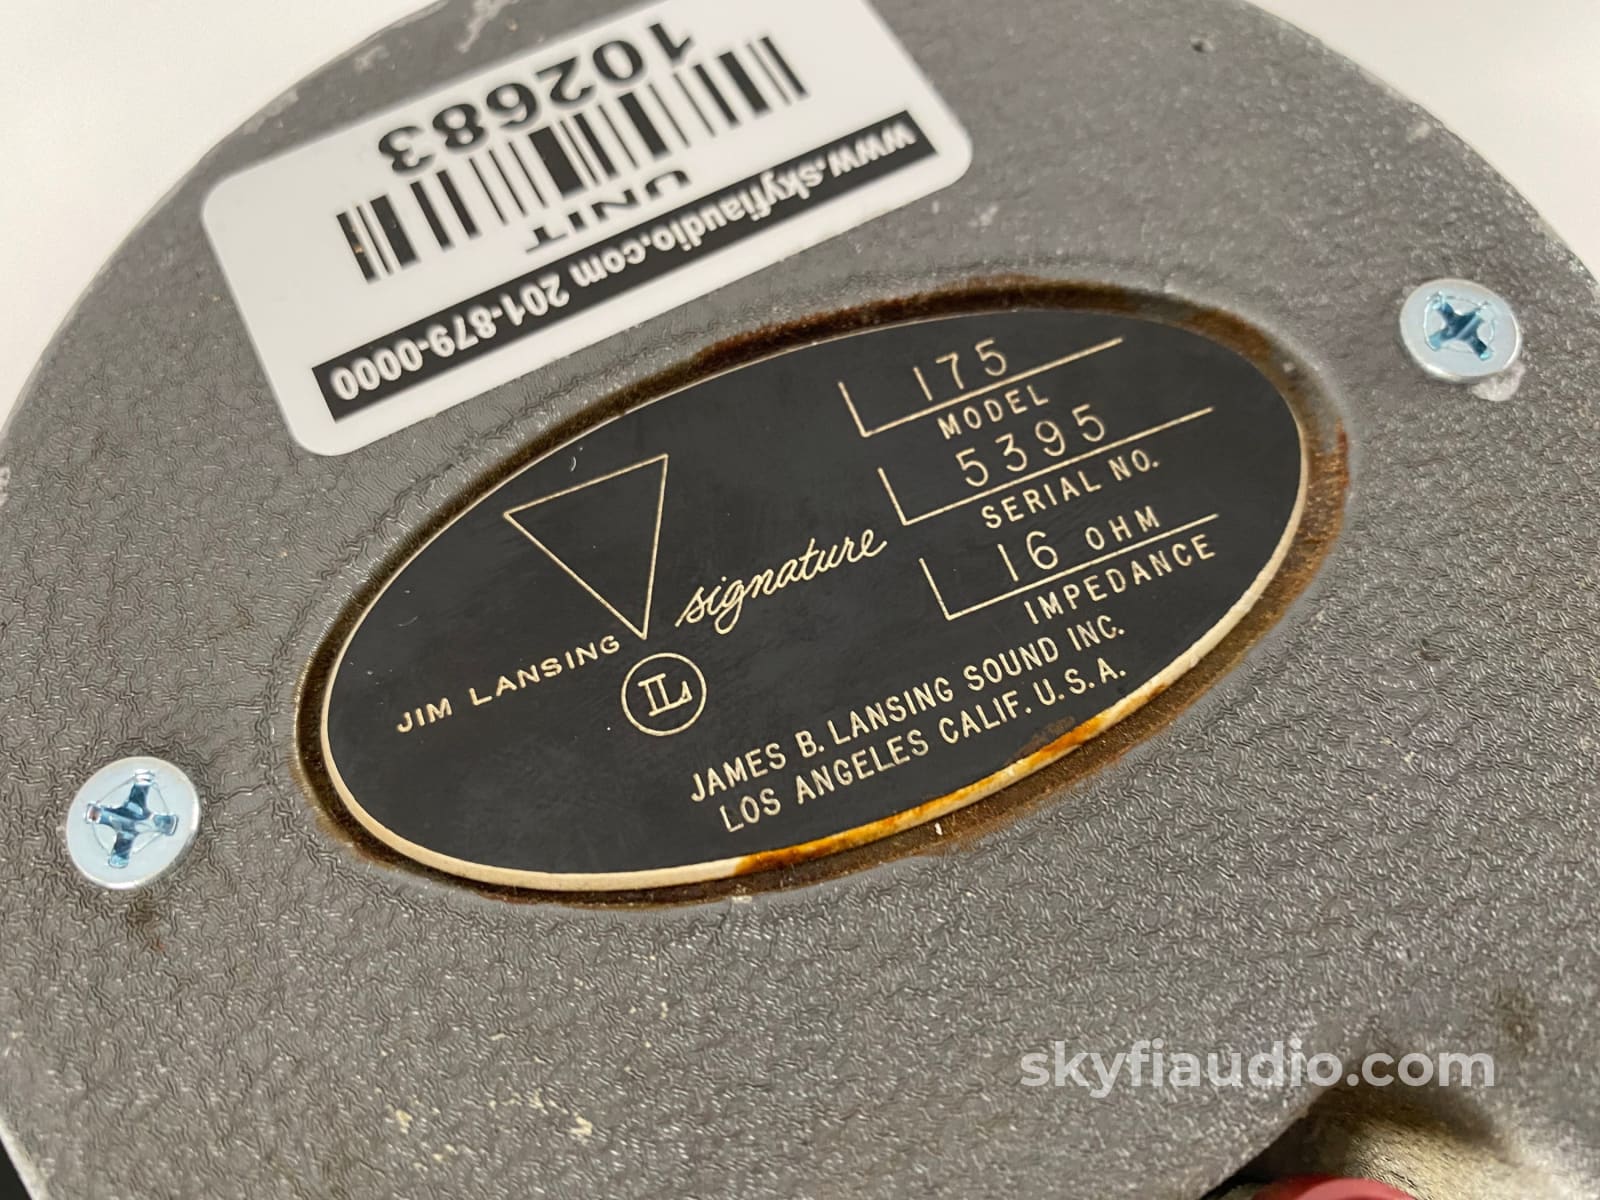 102683
UNIT
www.skyfiaudio.com 201-879-0000
175
MODEL
5395
SERIAL NO.
16 OHM
IMPEDANCE
JIM LANSING signature
L
JAMES B. LANSING SOUND INC.
LOS ANGELES CALIF. U.S.A.
skyfiaudio.com